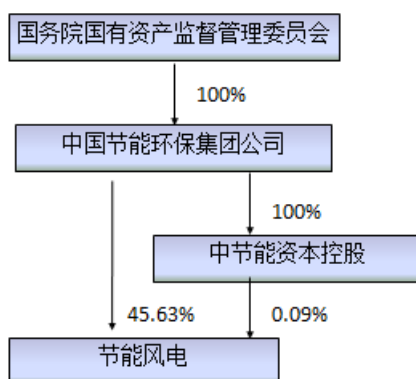 国务院国有资产监督管理委员会
100%
中国节能环保集团公司
100%
中节能资本控股
45.63%
0.09%
节能风电